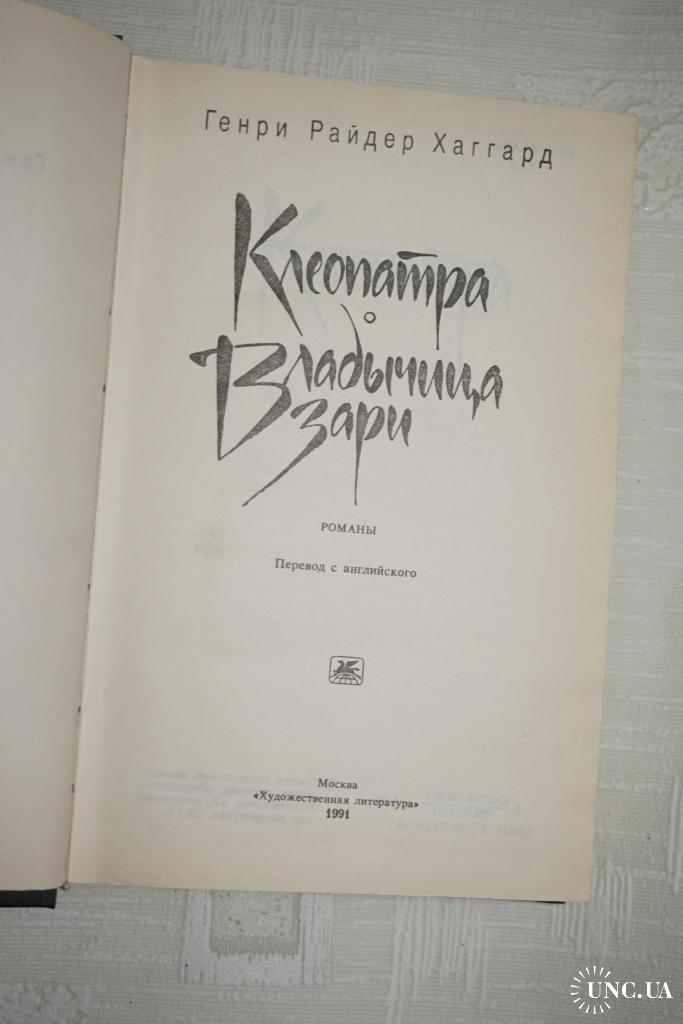 Генри Райдер Хаггард
Клеопатра
Владычица
зари
РОМАНЫ
Перевод с английского
Москва
«Художественная литература»
1991
UNC.UA